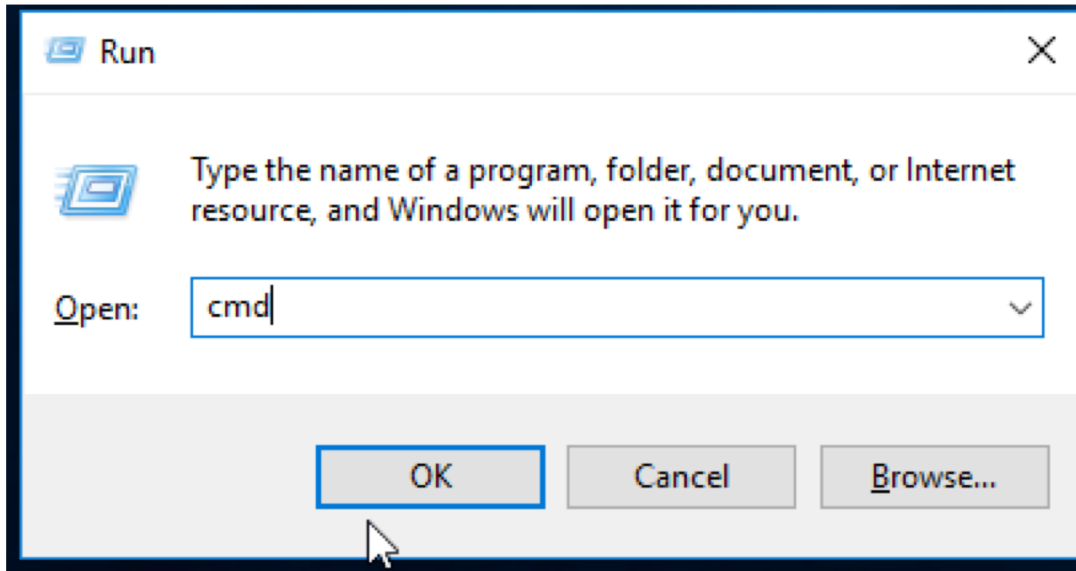 Run
Type the name of a program, folder, document, or Internet
resource, and Windows will open it for you.
Open: cmd
OK Cancel Browse...